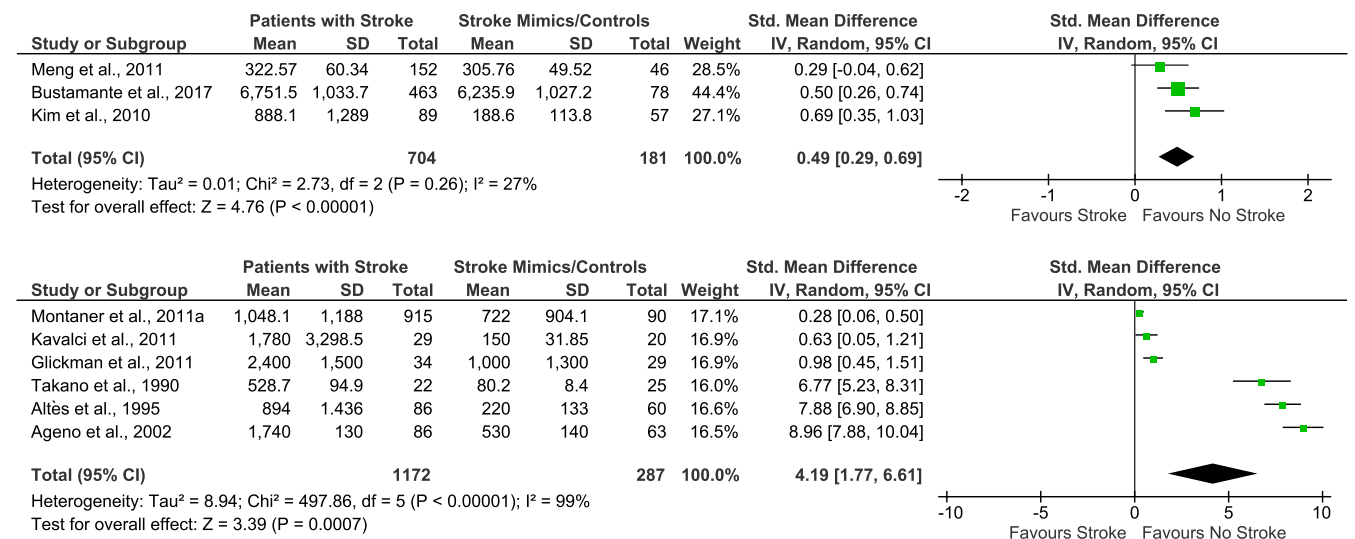 Patients with Stroke Stroke Mimics/Controls Std. Mean Difference Std. Mean Difference
Study or Subgroup Mean SD Total Mean SD Total Weight IV, Random, 95% CI IV, Random, 95% CI
Meng et al., 2011 322.57 60.34 152 305.76 49.52 46 28.5% 0.29 [-0.04, 0.62]
Bustamante et al., 2017 6,751.5 1,033.7 463 6,235.9 1,027.2 78 44.4% 0.50 [0.26, 0.74]
Kim et al., 2010 888.1 1,289 89 188.6 113.8 57 27.1% 0.69 [0.35, 1.03]
Total (95% CI) 704 181 100.0% 0.49 [0.29, 0.69]
Heterogeneity: Tau² = 0.01; Chi² = 2.73, df = 2 (P = 0.26); I² = 27%
Test for overall effect: Z = 4.76 (P < 0.00001)
-2 -1 0 1 2
Favours Stroke Favours No Stroke
Patients with Stroke Stroke Mimics/Controls Std. Mean Difference Std. Mean Difference
Study or Subgroup Mean SD Total Mean SD Total Weight IV, Random, 95% CI IV, Random, 95% CI
Montaner et al., 2011a 1,048.1 1,188 915 722 904.1 90 17.1% 0.28 [0.06, 0.50]
Kavalci et al., 2011 1,780 3,298.5 29 150 31.85 20 16.9% 0.63 [0.05, 1.21]
Glickman et al., 2011 2,400 1,500 34 1,000 1,300 29 16.9% 0.98 [0.45, 1.51]
Takano et al., 1990 528.7 94.9 22 80.2 8.4 25 16.0% 6.77 [5.23, 8.31]
Altès et al., 1995 894 1.436 86 220 133 60 16.6% 7.88 [6.90, 8.85]
Ageno et al., 2002 1,740 130 86 530 140 63 16.5% 8.96 [7.88, 10.04]
Total (95% CI) 1172 287 100.0% 4.19 [1.77, 6.61]
Heterogeneity: Tau² = 8.94; Chi² = 497.86, df = 5 (P < 0.00001); I² = 99%
Test for overall effect: Z = 3.39 (P = 0.0007)
-10 -5 0 5 10
Favours Stroke Favours No Stroke